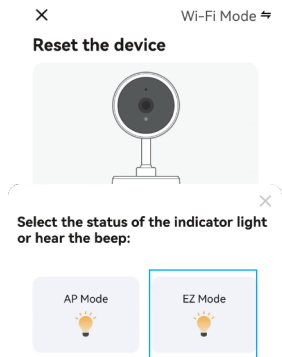 Wi-Fi Mode
Reset the device
Select the status of the indicator light
or hear the beep:
AP Mode
EZ Mode